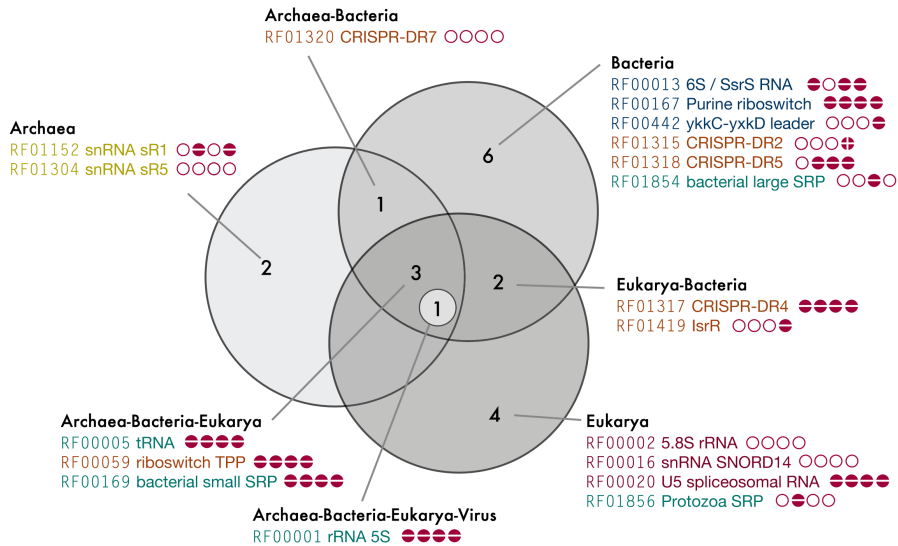 Archaea-Bacteria
RF01320 CRISPR-DR7
Bacteria
RF00013 6S / SsrS RNA
RF00167 Purine riboswitch
RF00442 ykkC-yxkD leader
RF01315 CRISPR-DR2
RF01318 CRISPR-DR5
RF01854 bacterial large SRP
Archaea
RF01152 snRNA sR1
RF01304 snRNA sR5
6
1
2
3
2
1
4
Eukarya-Bacteria
RF01317 CRISPR-DR4
RF01419 IsrR
Archaea-Bacteria-Eukarya
RF00005 tRNA
RF00059 riboswitch TPP
RF00169 bacterial small SRP
Eukarya
RF00002 5.8S rRNA
RF00016 snRNA SNORD14
RF00020 U5 spliceosomal RNA
RF01856 Protozoa SRP
Archaea-Bacteria-Eukarya-Virus
RF00001 rRNA 5S